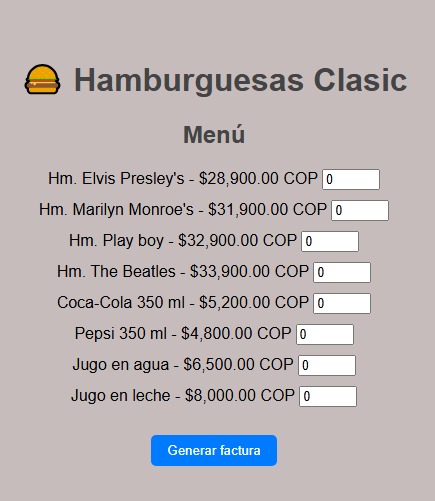 Hamburguesas Clasic
Menú
Hm. Elvis Presley's - $28,900.00 COP 0
Hm. Marilyn Monroe's - $31,900.00 COP 0
Hm. Play boy - $32,900.00 COP 0
Hm. The Beatles - $33,900.00 COP 0
Coca-Cola 350 ml - $5,200.00 COP 0
Pepsi 350 ml - $4,800.00 COP 0
Jugo en agua - $6,500.00 COP 0
Jugo en leche - $8,000.00 COP 0
Generar factura